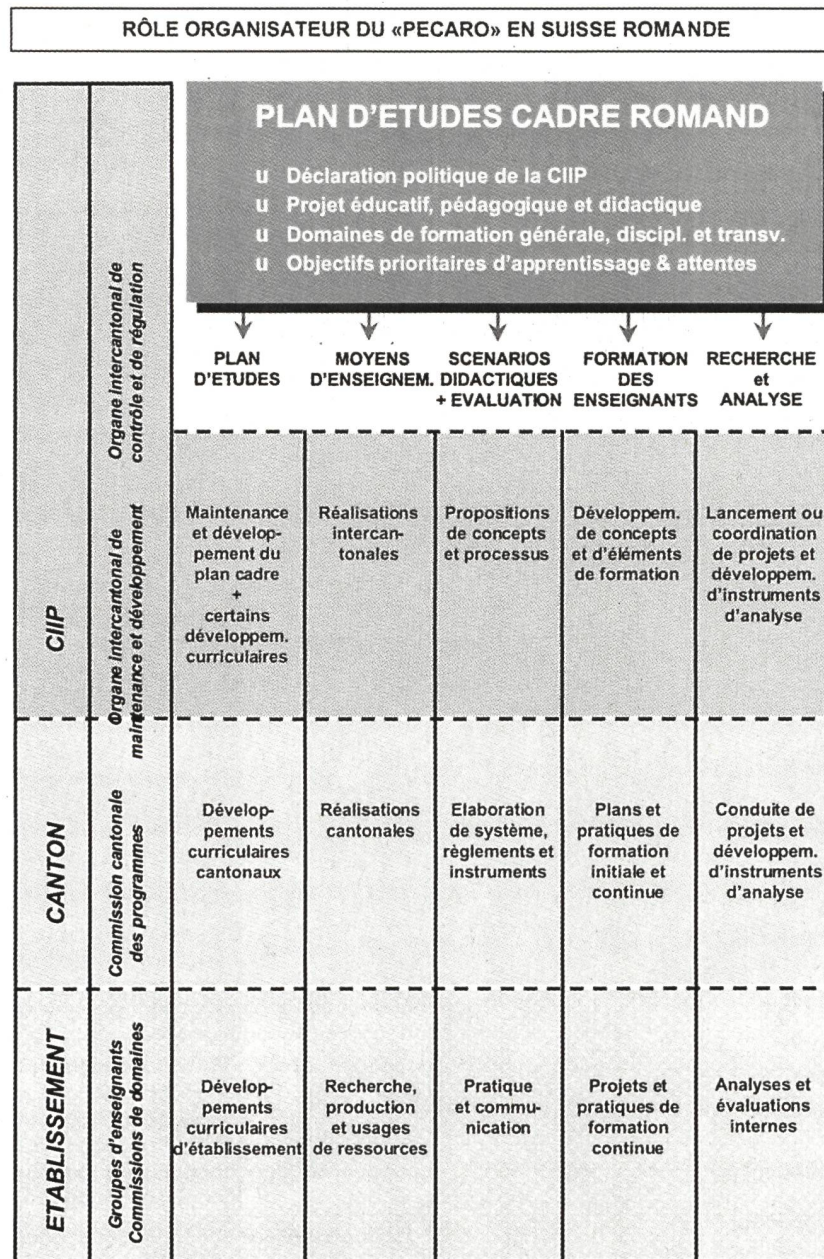 RÔLE ORGANISATEUR DU «PECARO» EN SUISSE ROMANDE
PLAN D'ETUDES CADRE ROMAND
u Déclaration politique de la CIIP
u Projet éducatif, pédagogique et didactique
u Domaines de formation générale, discipl. et transv.
u Objectifs prioritaires d'apprentissage & attentes
PLAN
D'ETUDES
MOYENS
D'ENSEIGNEM.
SCENARIOS
DIDACTIQUES
+ EVALUATION
FORMATION
DES
ENSEIGNANTS
RECHERCHE
et
ANALYSE
CIIP
Organe intercantonal de
contrôle et de régulation
Organe intercantonal de
maintenance et développement
Maintenance
et dévelop-
pement du
plan cadre
+
certains
développem.
curriculaires
Réalisations
intercan-
tonales
Propositions
de concepts
et processus
Développem.
de concepts
et d'éléments
de formation
Lancement ou
coordination
de projets et
développem.
d'instruments
d'analyse
CANTON
Commission cantonale
des programmes
Dévelop-
pements
curriculaires
cantonaux
Réalisations
cantonales
Elaboration
de système,
règlements et
instruments
Plans et
pratiques de
formation
initiale et
continue
Conduite de
projets et
développem.
d'instruments
d'analyse
ETABLISSEMENT
Groupes d'enseignants
Commissions de domaines
Dévelop-
pements
curriculaires
d'établissement
Recherche,
production
et usages
de ressources
Pratique
et commu-
nication
Projets et
pratiques de
formation
continue
Analyses et
évaluations
internes